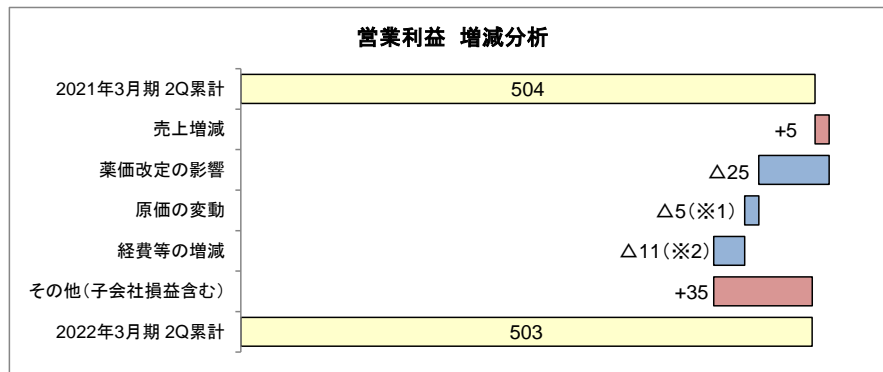 営業利益 増減分析
2021年3月期 2Q累計 504
売上増減 +5
薬価改定の影響 △25
原価の変動 △5(※1)
経費等の増減 △11(※2)
その他(子会社損益含む) +35
2022年3月期 2Q累計 503